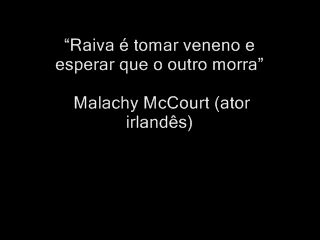 “Raiva é tomar veneno e
esperar que o outro morra”
Malachy McCourt (ator
irlandês)